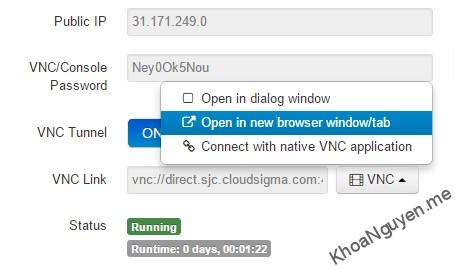 Public IP
31.171.249.0
VNC/Console
Password
Ney0Ok5Nou
Open in dialog window
Open in new browser window/tab
Connect with native VNC application
VNC Tunnel
ON
VNC Link
vnc://direct.sjc.cloudsigma.com:
VNC
Status
Running
Runtime: 0 days, 00:01:22
KhoaNguyen.me